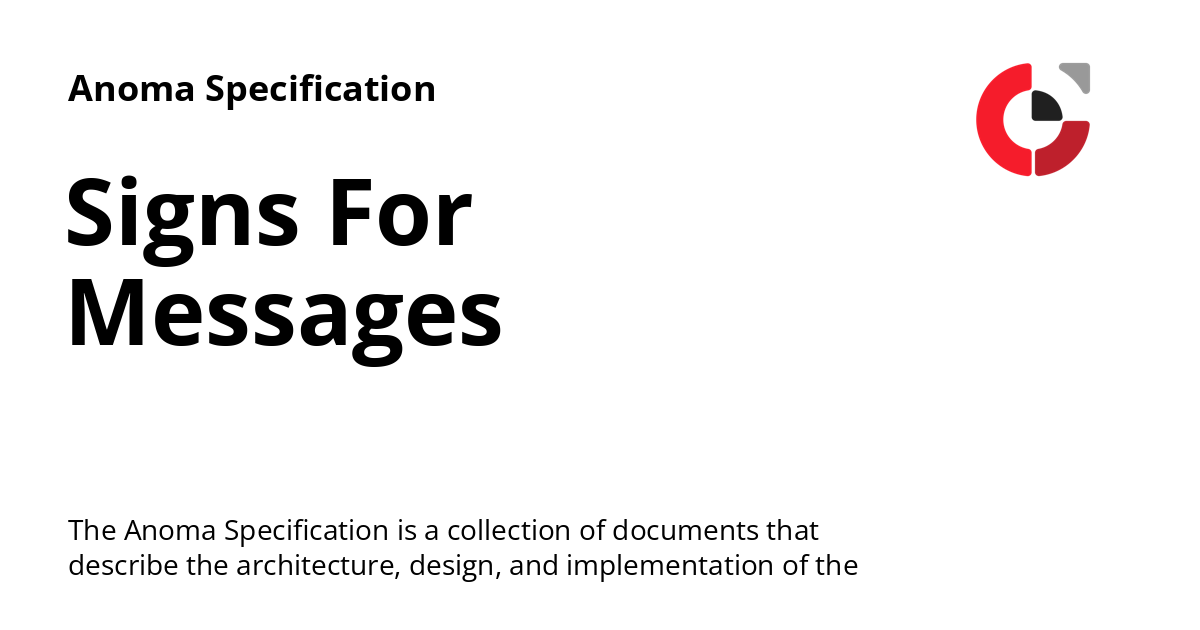 Anoma Specification
Signs For
Messages
The Anoma Specification is a collection of documents that
describe the architecture, design, and implementation of the